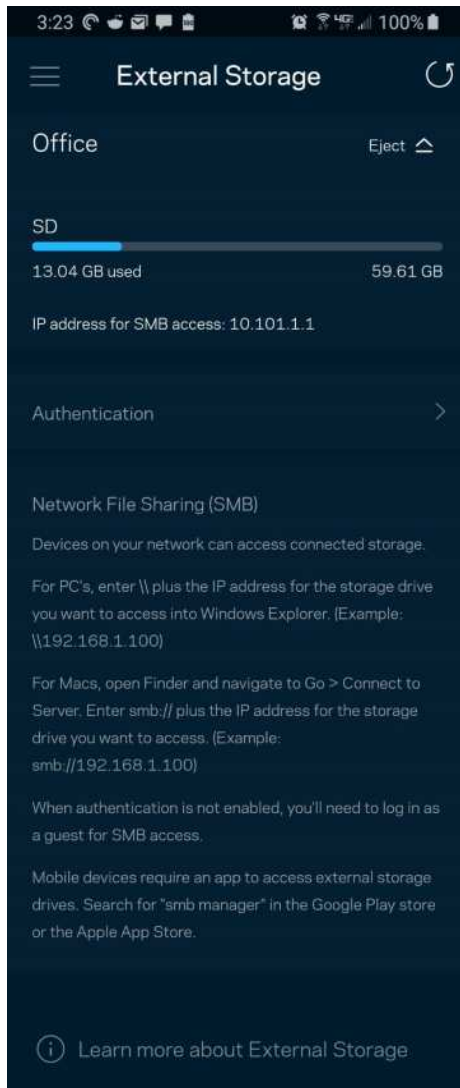 3:23 4GE 100%
External Storage
Office Eject
SD
13.04 GB used 59.61 GB
IP address for SMB access: 10.101.1.1
Authentication
Network File Sharing (SMB)
Devices on your network can access connected storage.
For PC's, enter \\ plus the IP address for the storage drive
you want to access into Windows Explorer. (Example:
\\192.168.1.100)
For Macs, open Finder and navigate to Go > Connect to
Server. Enter smb:// plus the IP address for the storage
drive you want to access. (Example:
smb://192.168.1.100)
When authentication is not enabled, you'll need to log in as
a guest for SMB access.
Mobile devices require an app to access external storage
drives. Search for "smb manager" in the Google Play store
or the Apple App Store.
Learn more about External Storage